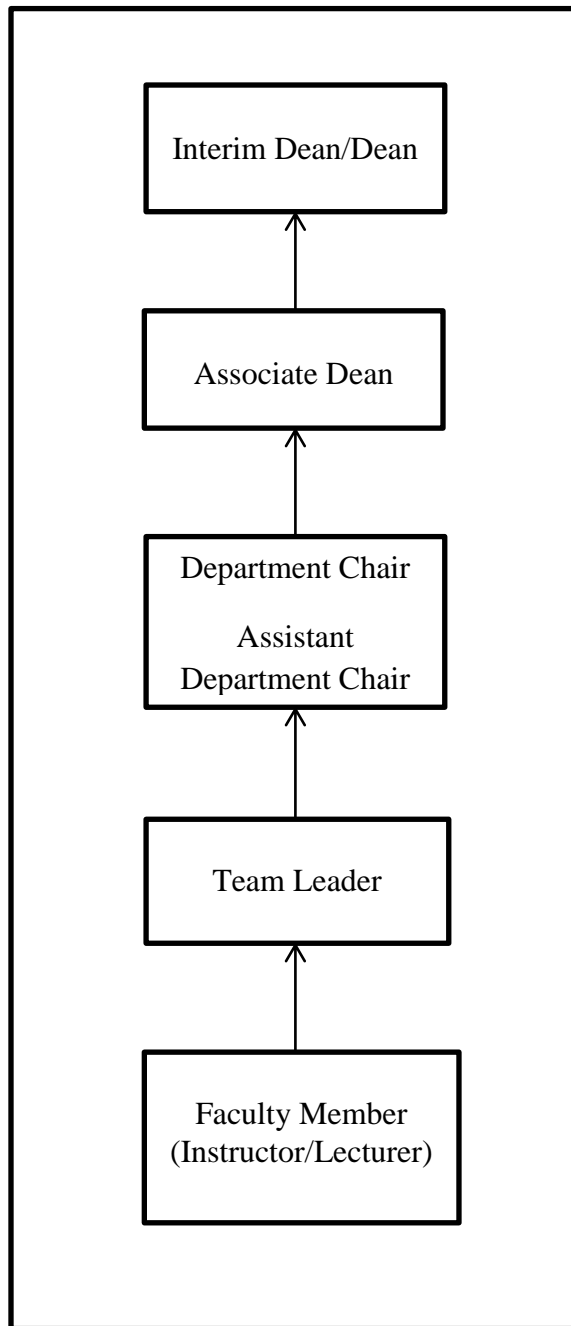 Interim Dean/Dean
Associate Dean
Department Chair
Assistant
Department Chair
Team Leader
Faculty Member
(Instructor/Lecturer)